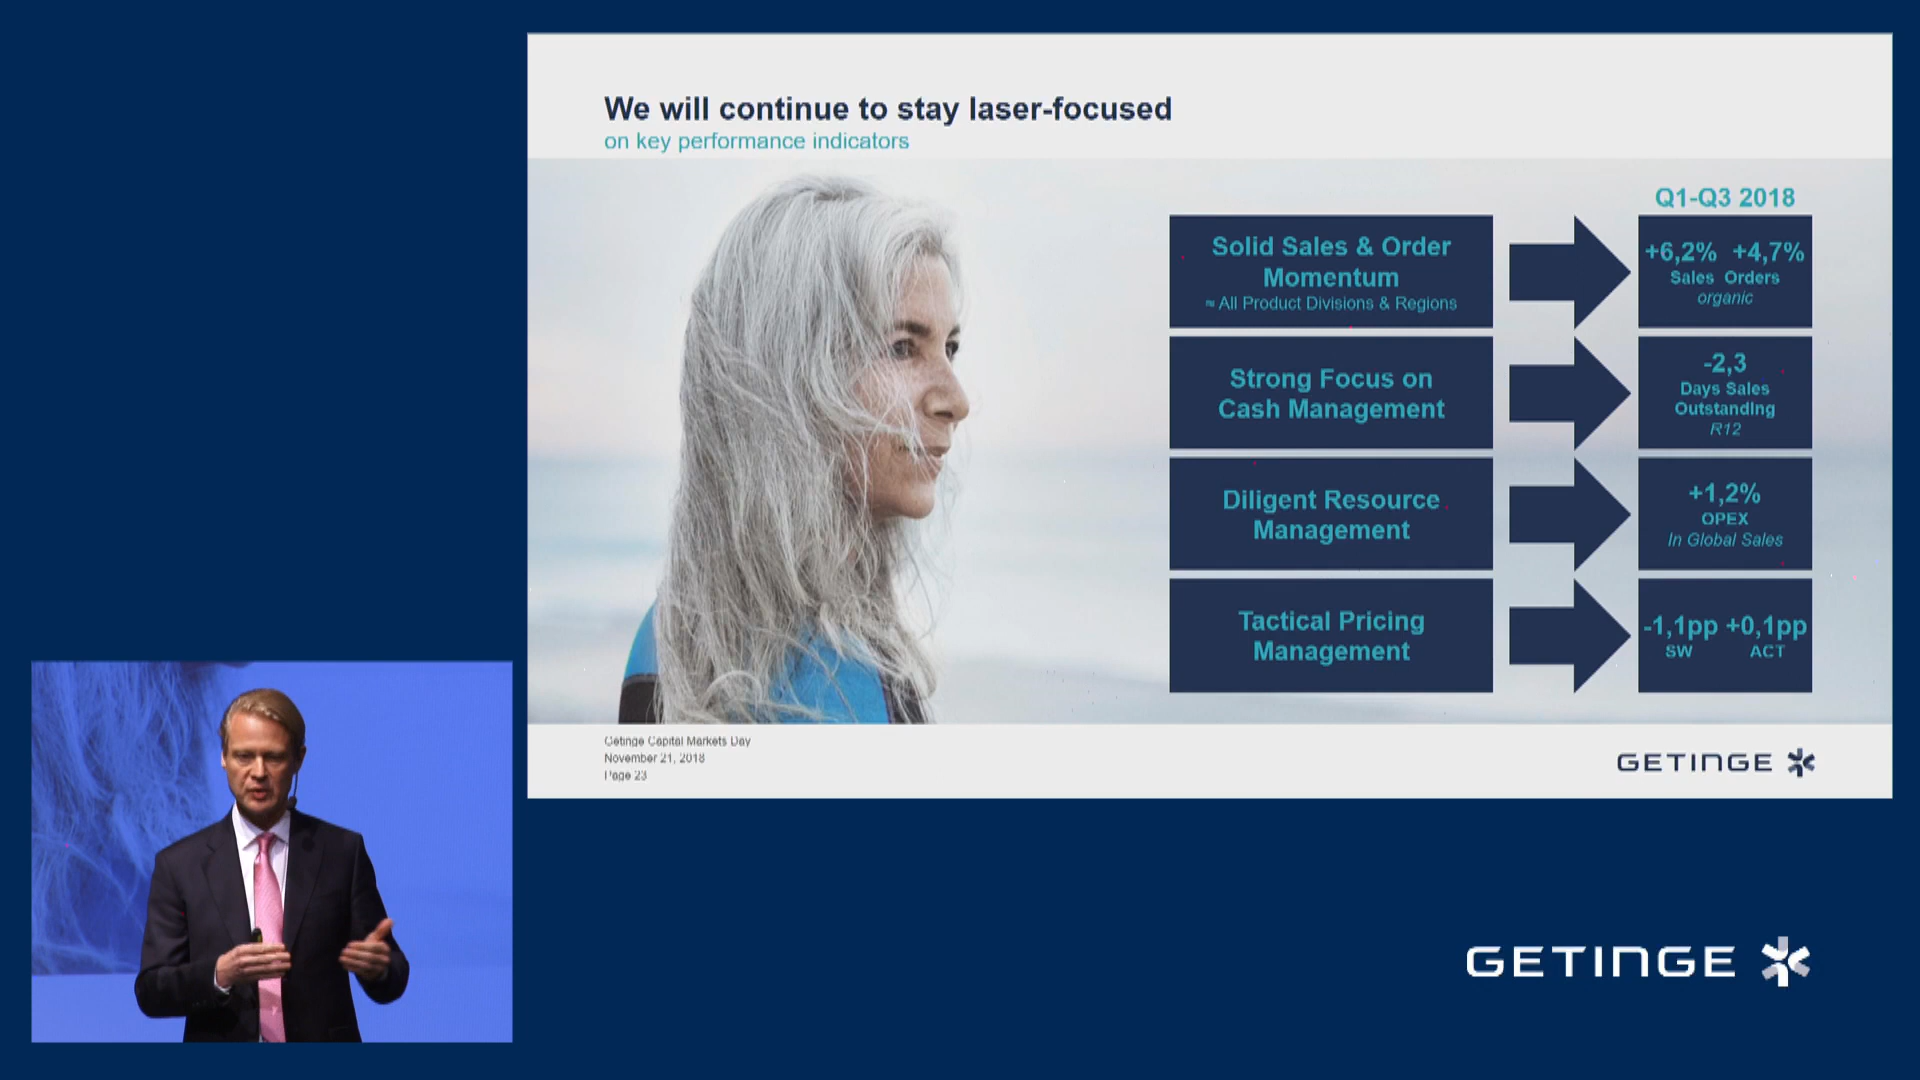 We will continue to stay laser-focused
on key performance indicators
Q1-Q3 2018
Solid Sales & Order
Momentum
≈ All Product Divisions & Regions
+6,2% +4,7%
Sales Orders
organic
Strong Focus on
Cash Management
-2,3
Days Sales
Outstanding
R12
Diligent Resource
Management
+1,2%
OPEX
In Global Sales
Tactical Pricing
Management
-1,1pp +0,1pp
SW ACT
Getinge Capital Markets Day
November 21, 2018
Page 23
GETINGE
GETINGE